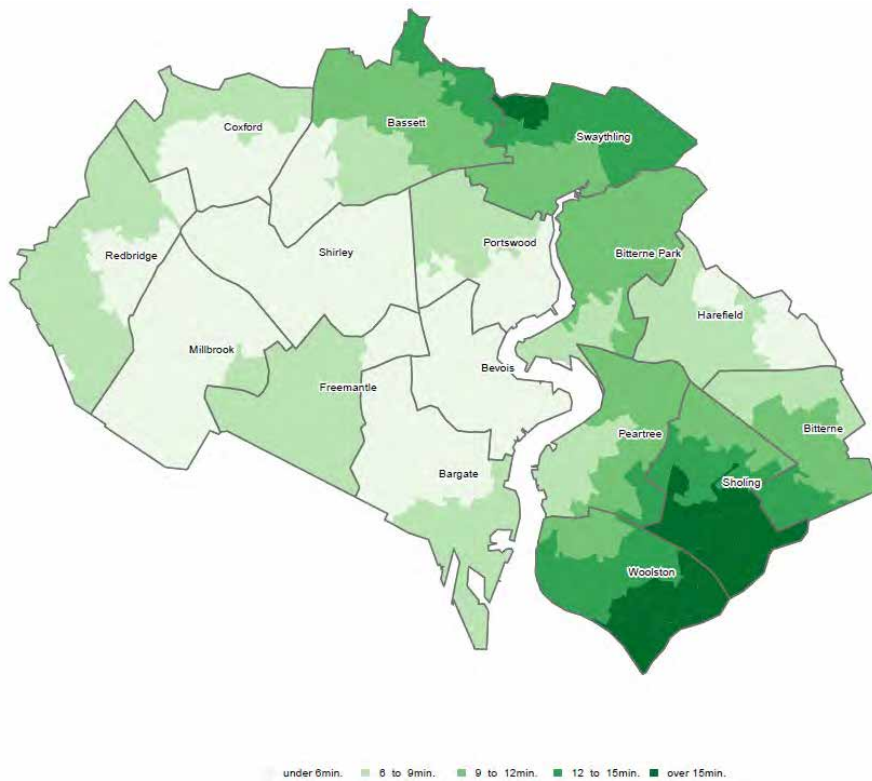 Coxford
Bassett
Swaythling
Portswood
Redbridge
Shirley
Bitterne Park
Harefield
Millbrook
Bevois
Freemantle
Bitterne
Peartree
Bargate
Sholing
Woolston
under 6min. 6 to 9min. 9 to 12min. 12 to 15min. over 15min.